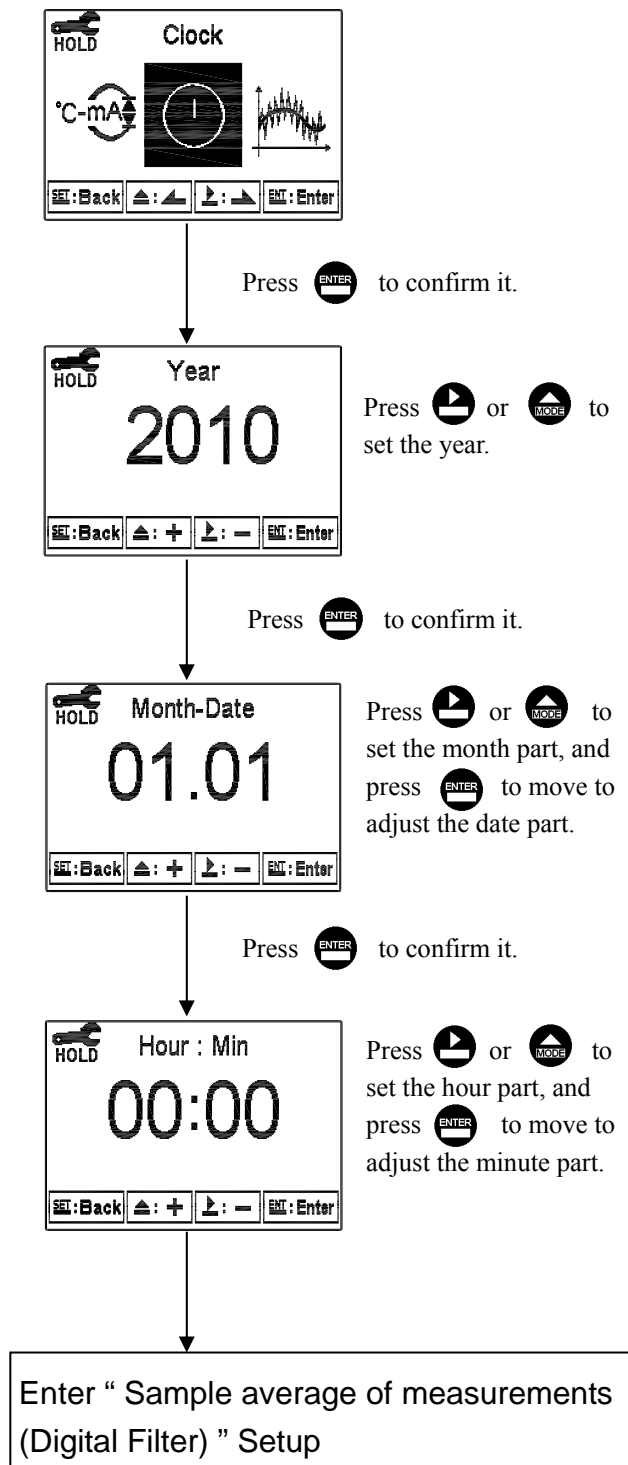 HOLD
Clock
°C-mA
SET:Back
ENT:Enter
Press ENTER to confirm it.
HOLD
Year
2010
SET:Back
+
−
ENT:Enter
Press or MODE to
set the year.
Press ENTER to confirm it.
HOLD
Month-Date
01.01
SET:Back
+
−
ENT:Enter
Press or MODE to
set the month part, and
press ENTER to move to
adjust the date part.
Press ENTER to confirm it.
HOLD
Hour : Min
00:00
SET:Back
+
−
ENT:Enter
Press or MODE to
set the hour part, and
press ENTER to move to
adjust the minute part.
Enter “ Sample average of measurements
(Digital Filter) ” Setup